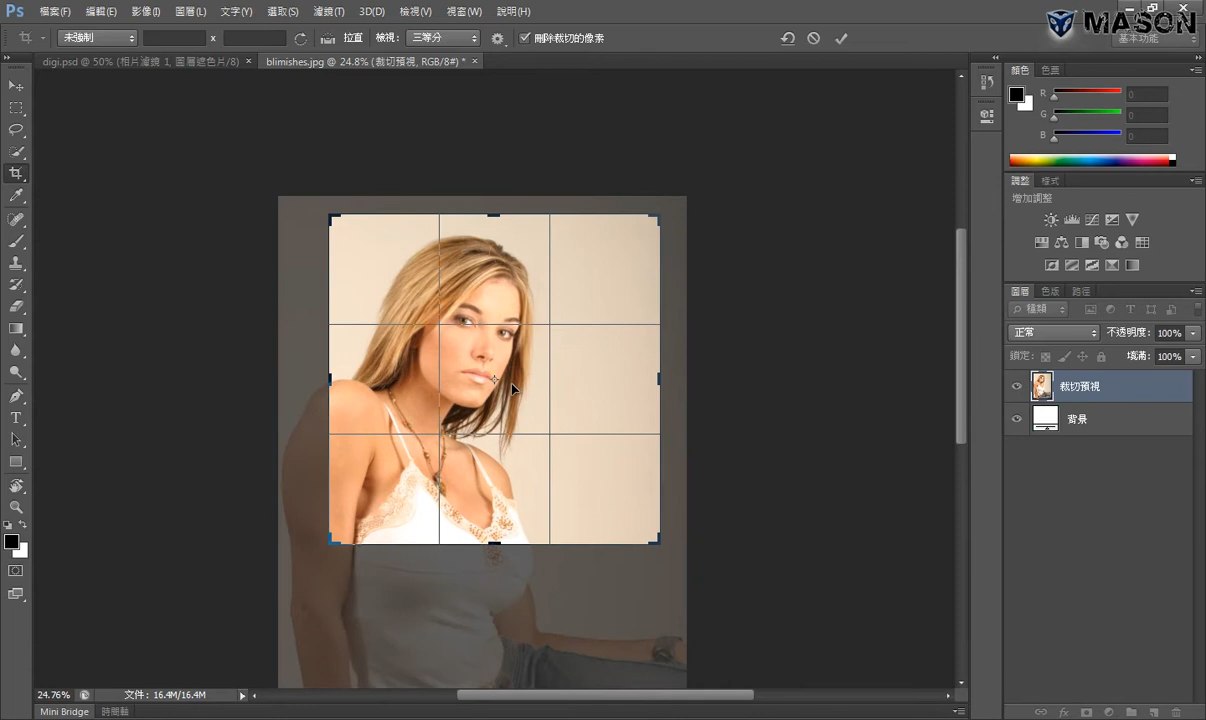 Ps 檔案(F) 編輯(E) 影像(I) 圖層(L) 文字(Y) 選取(S) 濾鏡(T) 3D(D) 檢視(V) 視窗(W) 說明(H)
MASON
未強制 x 拉直 檢視： 三等分 刪除裁切的像素 基本功能
digi.psd @ 50% (相片濾鏡 1, 圖層遮色片/8) × blimishes.jpg @ 24.8% (裁切預視, RGB/8#) * ×
顏色 色票
R 0
G 0
B 0
調整 樣式
增加調整
圖層 色版 路徑
種類
正常 不透明度： 100%
鎖定： 填滿： 100%
裁切預視
背景
24.76% 文件： 16.4M/16.4M
Mini Bridge 時間軸